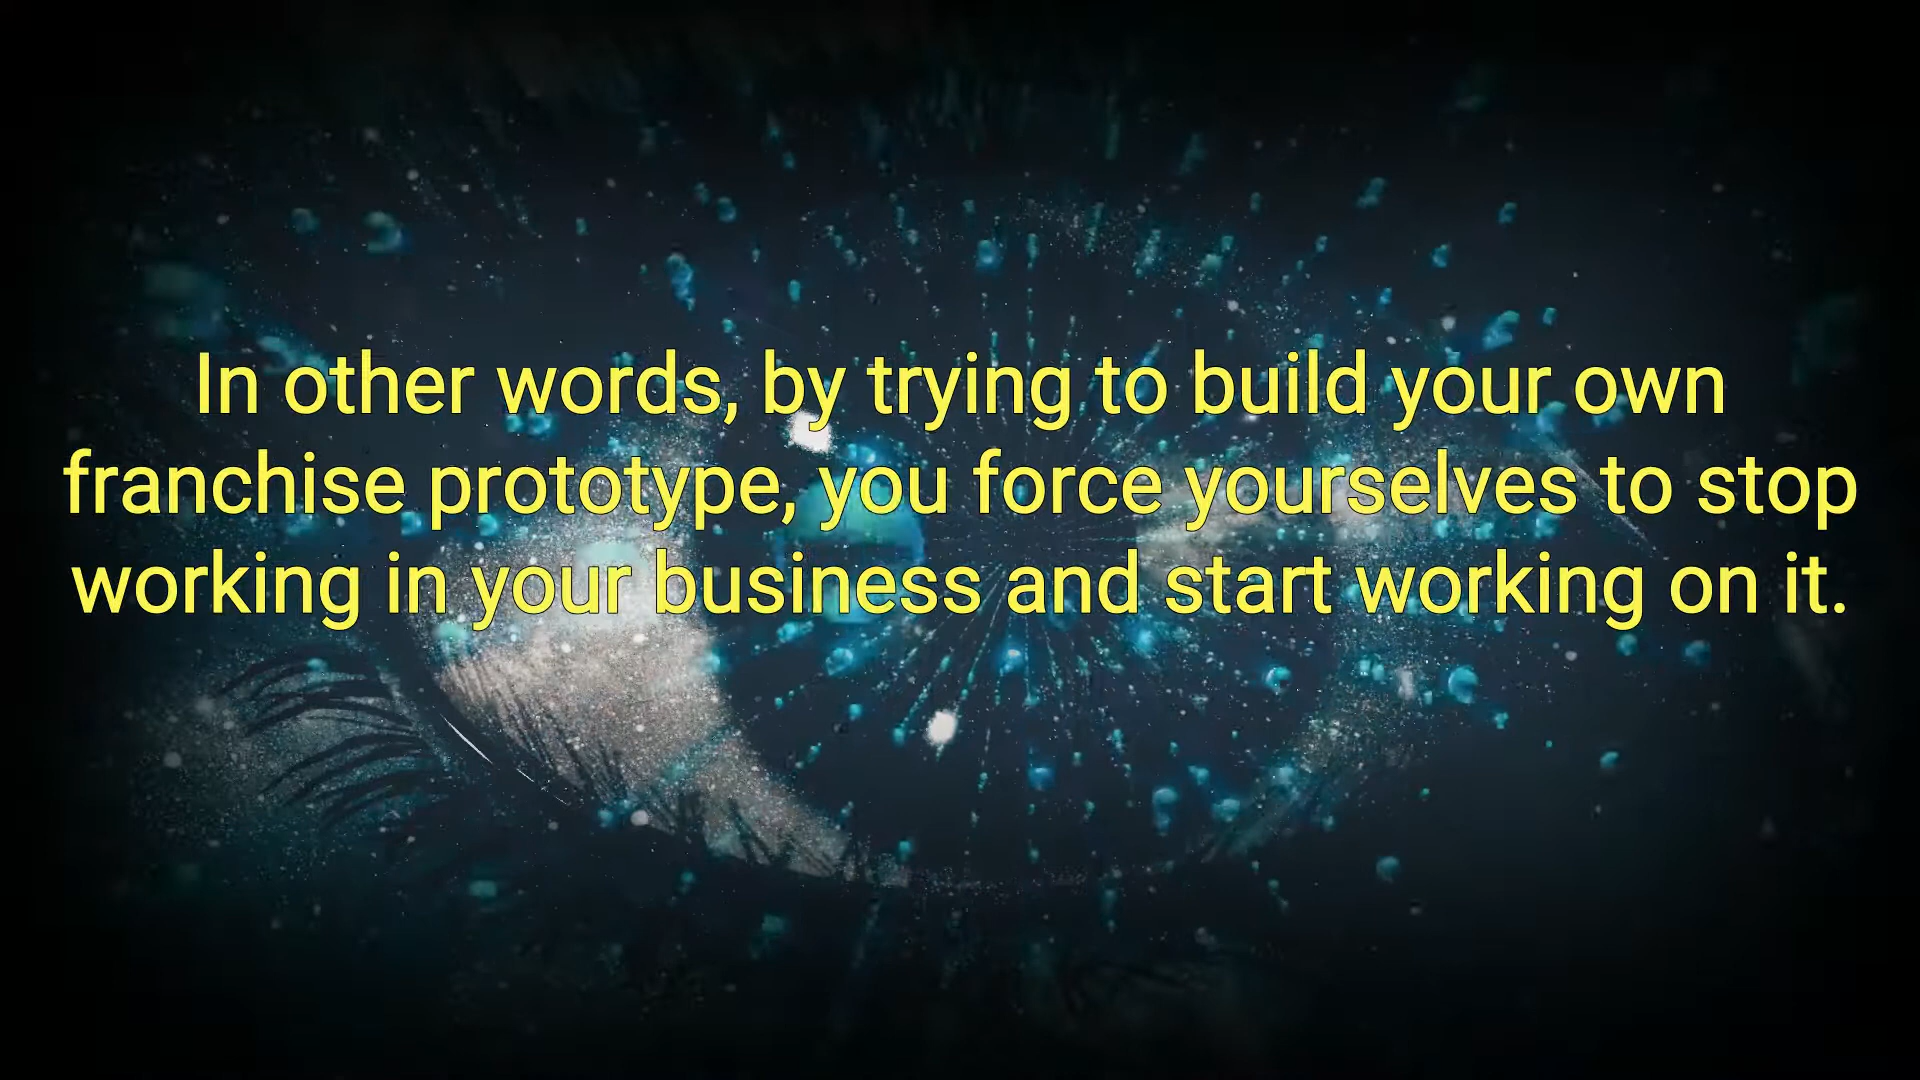 In other words, by trying to build your own
franchise prototype, you force yourselves to stop
working in your business and start working on it.